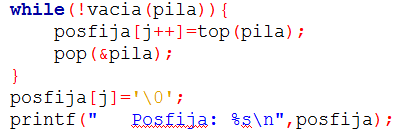 while(!vacia(pila)){
    posfija[j++]=top(pila);
    pop(&pila);
}
posfija[j]='\0';
printf("   Posfija: %s\n",posfija);